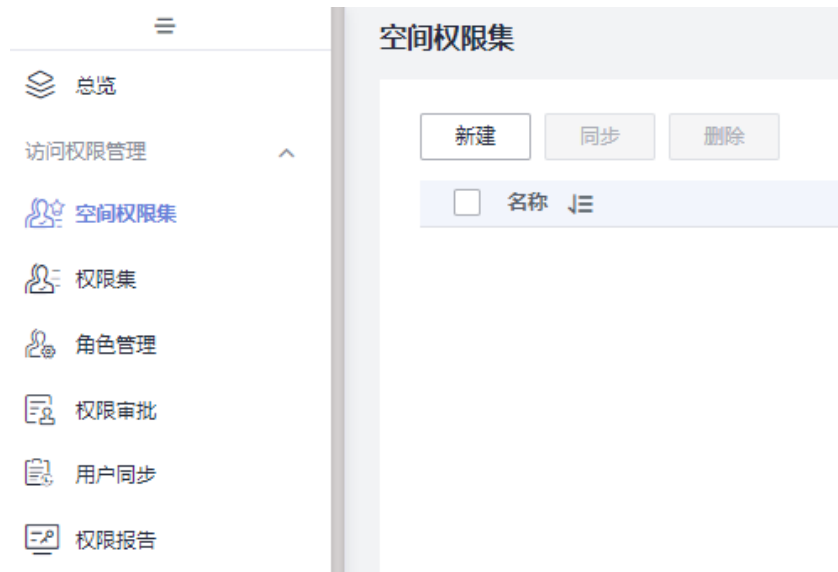 总览
访问权限管理
空间权限集
权限集
角色管理
权限审批
用户同步
权限报告
空间权限集
新建 同步 删除
名称